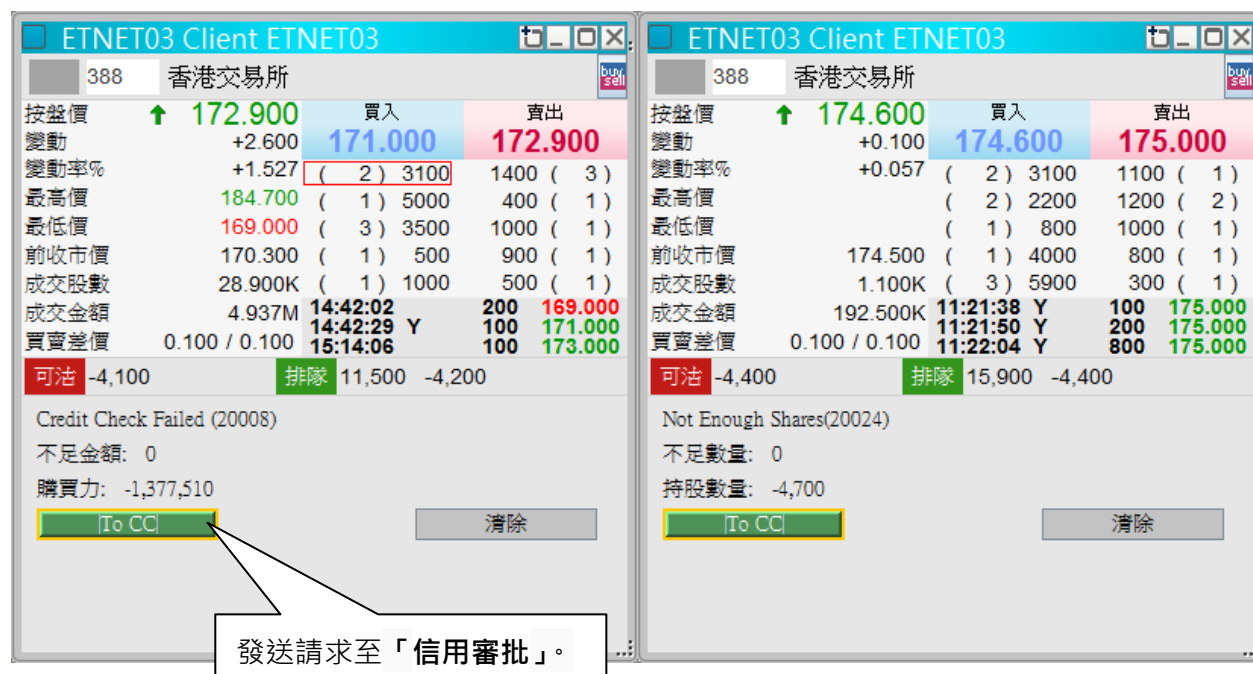 ETNET03 Client ETNET03
388 香港交易所 buy/sell
按盤價 172.900 買入 賣出
變動 +2.600 171.000 172.900
變動率% +1.527 ( 2 ) 3100 1400 ( 3 )
最高價 184.700 ( 1 ) 5000 400 ( 1 )
最低價 169.000 ( 3 ) 3500 1000 ( 1 )
前收市價 170.300 ( 1 ) 500 900 ( 1 )
成交股數 28.900K ( 1 ) 1000 500 ( 1 )
成交金額 4.937M 14:42:02 200 169.000
14:42:29 Y 100 171.000
買賣差價 0.100 / 0.100 15:14:06 100 173.000
可沽 -4,100 排隊 11,500 -4,200
Credit Check Failed (20008)
不足金額: 0
購買力: -1,377,510
To CC 清除
發送請求至「信用審批」。
ETNET03 Client ETNET03
388 香港交易所 buy/sell
按盤價 174.600 買入 賣出
變動 +0.100 174.600 175.000
變動率% +0.057 ( 2 ) 3100 1100 ( 1 )
最高價 ( 2 ) 2200 1200 ( 2 )
最低價 ( 1 ) 800 1000 ( 1 )
前收市價 174.500 ( 1 ) 4000 800 ( 1 )
成交股數 1.100K ( 3 ) 5900 300 ( 1 )
成交金額 192.500K 11:21:38 Y 100 175.000
11:21:50 Y 200 175.000
買賣差價 0.100 / 0.100 11:22:04 Y 800 175.000
可沽 -4,400 排隊 15,900 -4,400
Not Enough Shares(20024)
不足數量: 0
持股數量: -4,700
To CC 清除